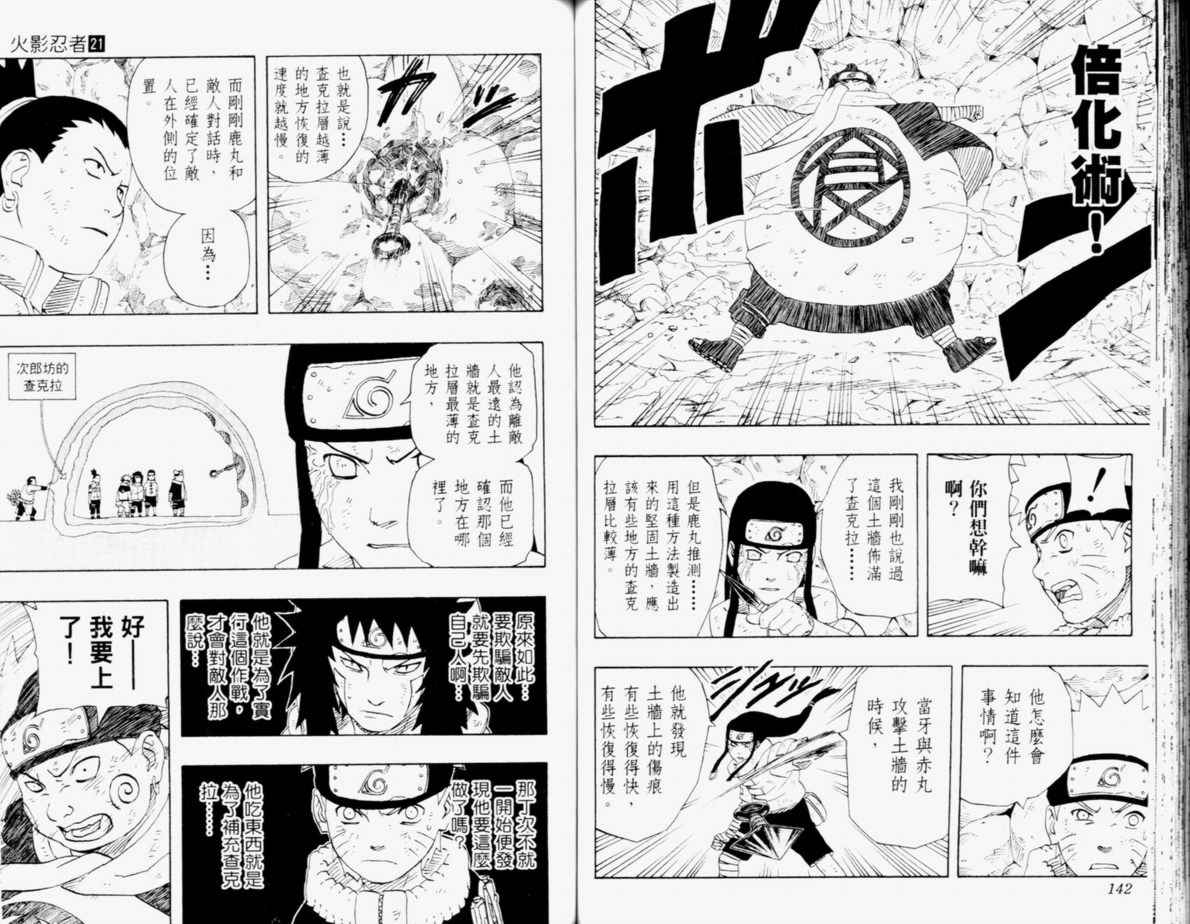 倍化術！
食
你們想幹嘛
啊？
！
我剛剛也說過
這個土牆佈滿
了查克拉……
但是鹿丸推測……
用這種方法製造出
來的堅固土牆，應
該有些地方的查克
拉層比較薄。
他怎麼會
知道這件
事情啊？
當牙與赤丸
攻擊土牆的
時候，
他就發現
土牆上的傷痕
有些恢復得快，
有些恢復得慢。
142
火影忍者21
也就是說…
查克拉層越薄
的地方恢復的
速度就越慢。
而剛剛鹿丸和
敵人對話時，
已經確定了敵
人在外側的位
置。
因為…
他認為離敵
人最遠的土
牆就是查克
拉層最薄的
地方，
而他已經
確認那個
地方在哪
裡了。
次郎坊的
查克拉
原來如此…
要欺騙敵人
就要先欺騙
自己人啊…
他就是為了實
行這個作戰，
才會對敵人那
麼說…
那丁次不就
一開始便發
現他要這麼
做了嗎？
他吃東西就是
為了補充查克
拉……
好——
我要上
了！